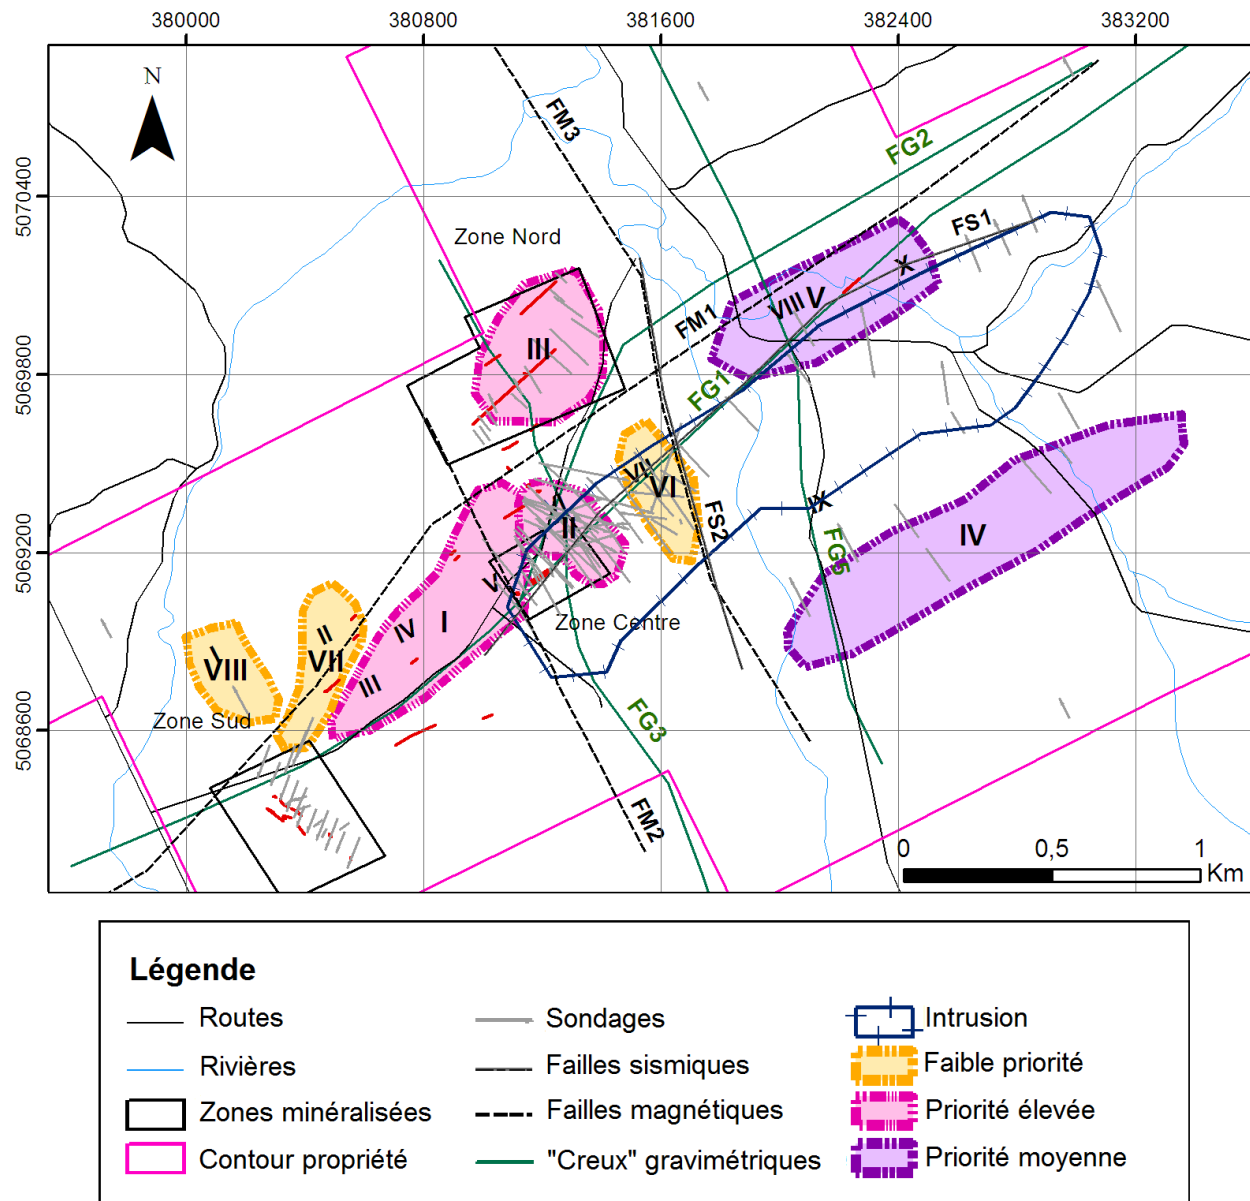 380000 380800 381600 382400 383200
N
FM3
FG2
5070400
Zone Nord
FS1
X
VIII V
FM1
III
5069800
FG1
VII
VI
X
II
IX
FS2
IV
5069200
FG5
V
Zone Centre
II
IV I
I
VIII
VII
III
Zone Sud
FG3
5068600
FM2
0 0,5 1
Km
Légende
Routes
Sondages
Intrusion
Rivières
Failles sismiques
Faible priorité
Zones minéralisées
Failles magnétiques
Priorité élevée
Contour propriété
"Creux" gravimétriques
Priorité moyenne